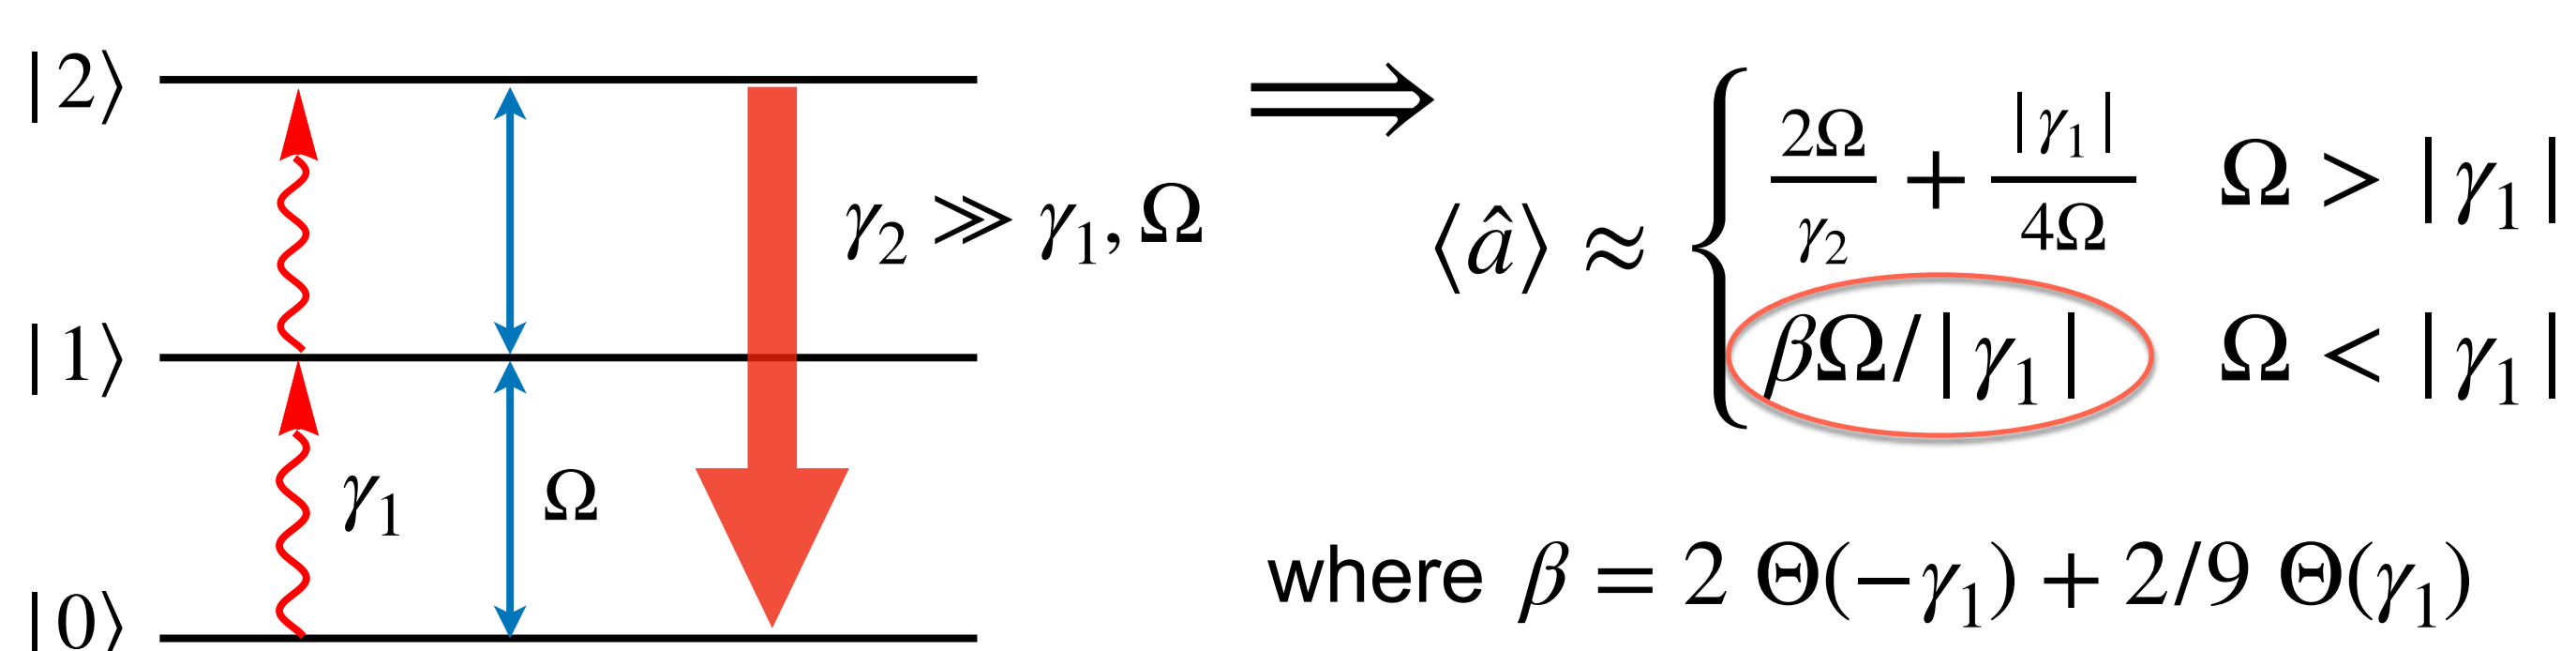 |2⟩
|1⟩
|0⟩
γ₁
Ω
γ₂ ≫ γ₁, Ω
⟹
⟨â⟩ ≈ {
2Ω/γ₂ + |γ₁|/4Ω   Ω > |γ₁|
βΩ/|γ₁|   Ω < |γ₁|
where β = 2 Θ(−γ₁) + 2/9 Θ(γ₁)